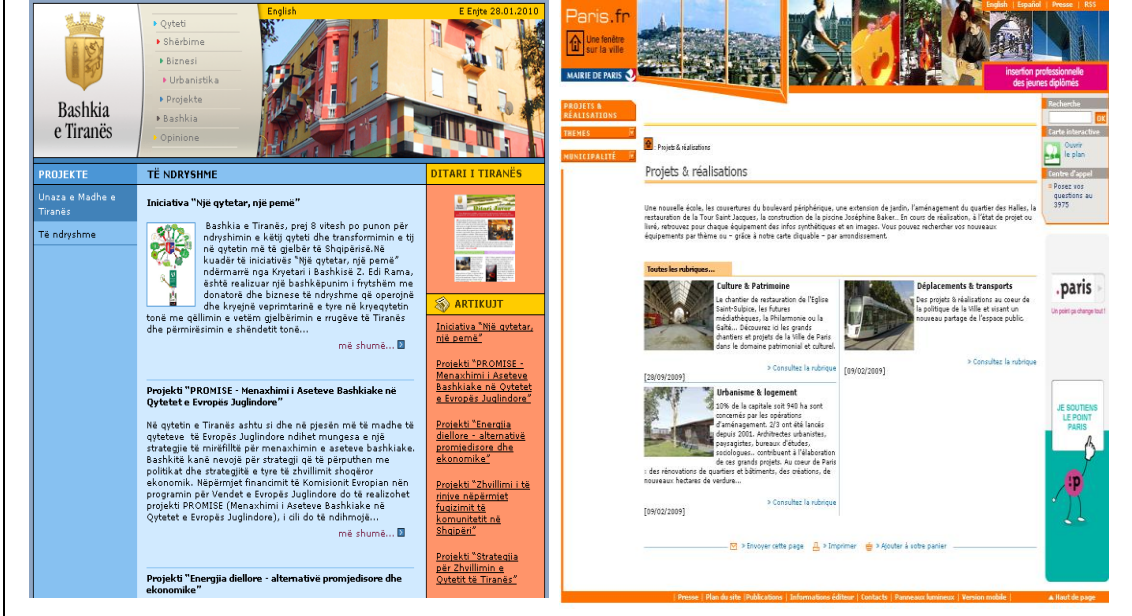 English
E Enjte 28.01.2010
Bashkia
e Tiranës
Qyteti
Shërbime
Biznesi
Urbanistika
Projekte
Bashkia
Opinione
PROJEKTE
Unaza e Madhe e
Tiranës
Të ndryshme
TË NDRYSHME
Iniciativa “Një qytetar, një pemë”
Bashkia e Tiranës, prej 8 vitesh po punon për
ndryshimin e këtij qyteti dhe transformimin e tij
në qytetin më të gjelbër të Shqipërisë.Në
kuadër të iniciativës “Një qytetar, një pemë”
ndërmarrë nga Kryetari i Bashkisë Z. Edi Rama,
është realizuar një bashkëpunim i frytshëm me
donatorë dhe biznese të ndryshme që operojnë
dhe kryejnë veprimtarinë e tyre në kryeqytetin
tonë me qëllimin e vetëm gjelbërimin e rrugëve të Tiranës
dhe përmirësimin e shëndetit tonë...
më shumë...
Projekti “PROMISE - Menaxhimi i Aseteve Bashkiake në
Qytetet e Evropës Juglindore”
Në qytetin e Tiranës ashtu si dhe në pjesën më të madhe të
qyteteve të Evropës Juglindore ndihet mungesa e një
strategjie të mirëfilltë për menaxhimin e aseteve bashkiake.
Bashkitë kanë nevojë për strategji që të përputhen me
politikat dhe strategjitë e tyre të zhvillimit shoqëror
ekonomik. Nëpërmjet financimit të Komisionit Evropian nën
programin për Vendet e Evropës Juglindore do të realizohet
projekti PROMISE (Menaxhimi i Aseteve Bashkiake në
Qytetet e Evropës Juglindore), i cili do të ndihmojë...
më shumë...
Projekti “Energjia diellore - alternativë promjedisore dhe
ekonomike”
DITARI I TIRANËS
ARTIKUJT
Iniciativa “Një qytetar,
një pemë”
Projekti “PROMISE -
Menaxhimi i Aseteve
Bashkiake në Qytetet
e Evropës Juglindore”
Projekti “Energjia
diellore - alternativë
promjedisore dhe
ekonomike”
Projekti “Zhvillimi i të
rinjve nëpërmjet
fuqizimit të
komunitetit në
Shqipëri”
Projekti “Strategjia
për Zhvillimin e
Qytetit të Tiranës”
Paris.fr
Une fenêtre
sur la ville
MAIRIE DE PARIS
English | Español | Presse | RSS
insertion professionnelle
des jeunes diplômés
PROJETS &
RÉALISATIONS
THEMES
MUNICIPALITÉ
Projets & réalisations
Projets & réalisations
Une nouvelle école, les couvertures du boulevard périphérique, une extension de jardin, l'aménagement du quartier des Halles, la
restauration de la Tour Saint Jacques, la construction de la piscine Joséphine Baker... En cours de réalisation, à l'état de projet ou
livré, retrouvez pour chaque équipement des infos synthétiques et en images. Vous pouvez rechercher vos nouveaux
équipements par thème ou – grâce à notre carte cliquable – par arrondissement.
Toutes les rubriques...
Culture & Patrimoine
Le chantier de restauration de l'Eglise
Saint-Sulpice, les futures
médiathèques, la Philarmonie ou la
Gaîté... Découvrez ici les grands
chantiers et projets de la Ville de Paris
dans le domaine patrimonial et culturel.
» Consultez la rubrique
[28/09/2009]
Déplacements & transports
Des projets & réalisations au coeur de
la politique de la Ville et visant un
nouveau partage de l'espace public.
» Consultez la rubrique
[09/02/2009]
Urbanisme & logement
10% de la capitale soit 940 ha sont
concernés par les opérations
d'aménagement. 2/3 ont été lancés
depuis 2001. Architectes urbanistes,
paysagistes, bureaux d'études,
sociologues.. contribuent à l'élaboration
de ces grands projets. Au coeur de Paris
: des rénovations de quartiers et bâtiments, des créations, de
nouveaux hectares de verdure...
» Consultez la rubrique
[09/02/2009]
» Envoyer cette page » Imprimer » Ajouter à votre panier
Recherche
OK
Carte interactive
Ouvrir
le plan
Centre d'appel
» Posez vos
questions au
3975
.paris
Un point ça change tout !
JE SOUTIENS
LE POINT
PARIS
:p
| Presse | Plan du site |Publications | Informations éditeur | Contacts | Panneaux lumineux | Version mobile |
Haut de page